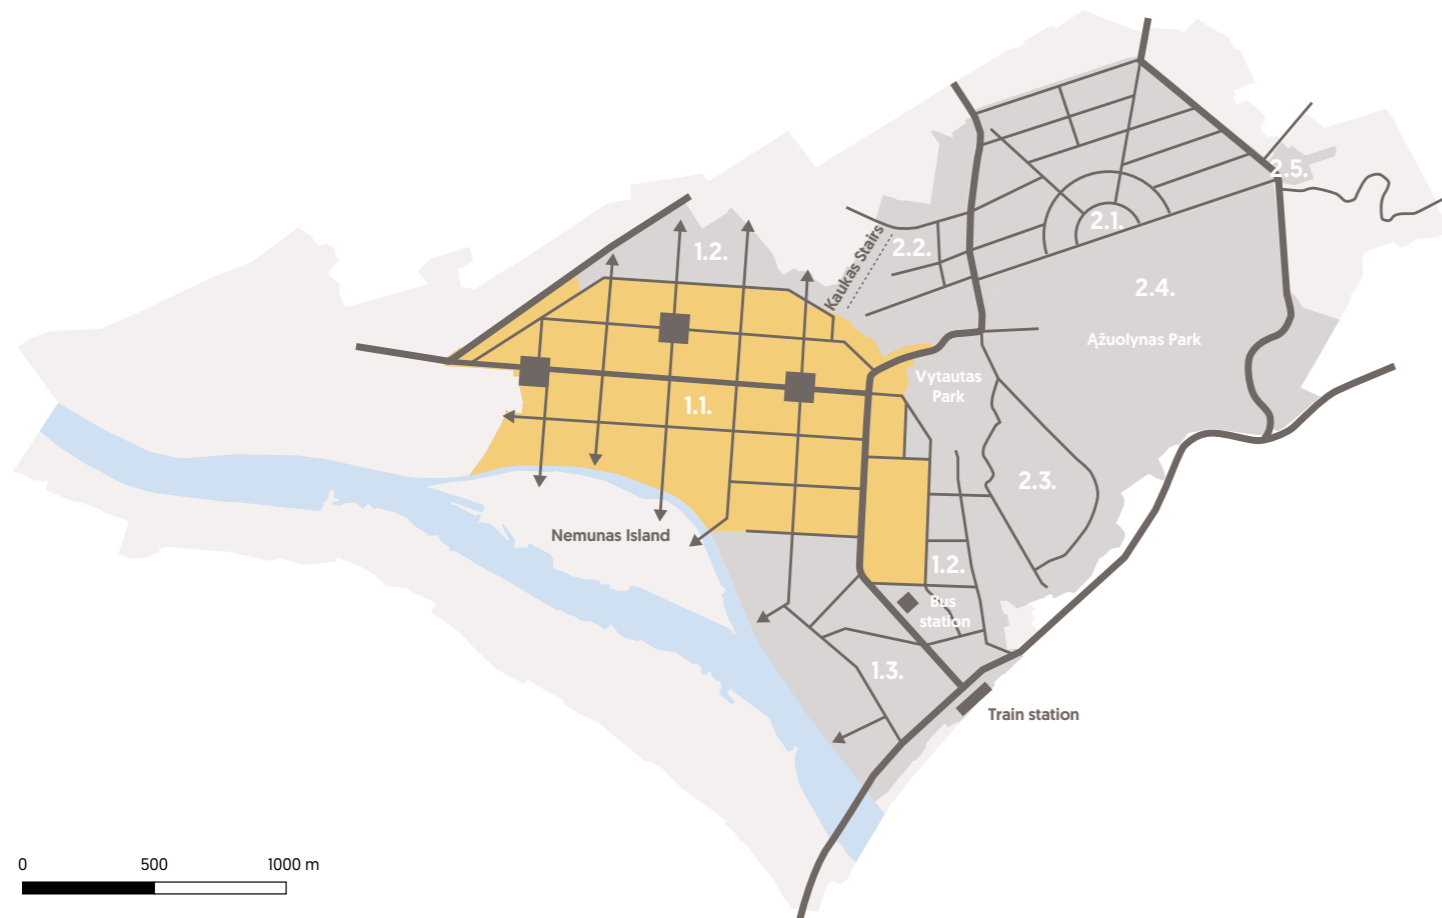 2.5.
2.1.
Kaukas Stairs
2.2.
1.2.
2.4.
Ąžuolynas Park
Vytautas
Park
1.1.
2.3.
Nemunas Island
1.2.
Bus
station
1.3.
Train station
0 500 1000 m